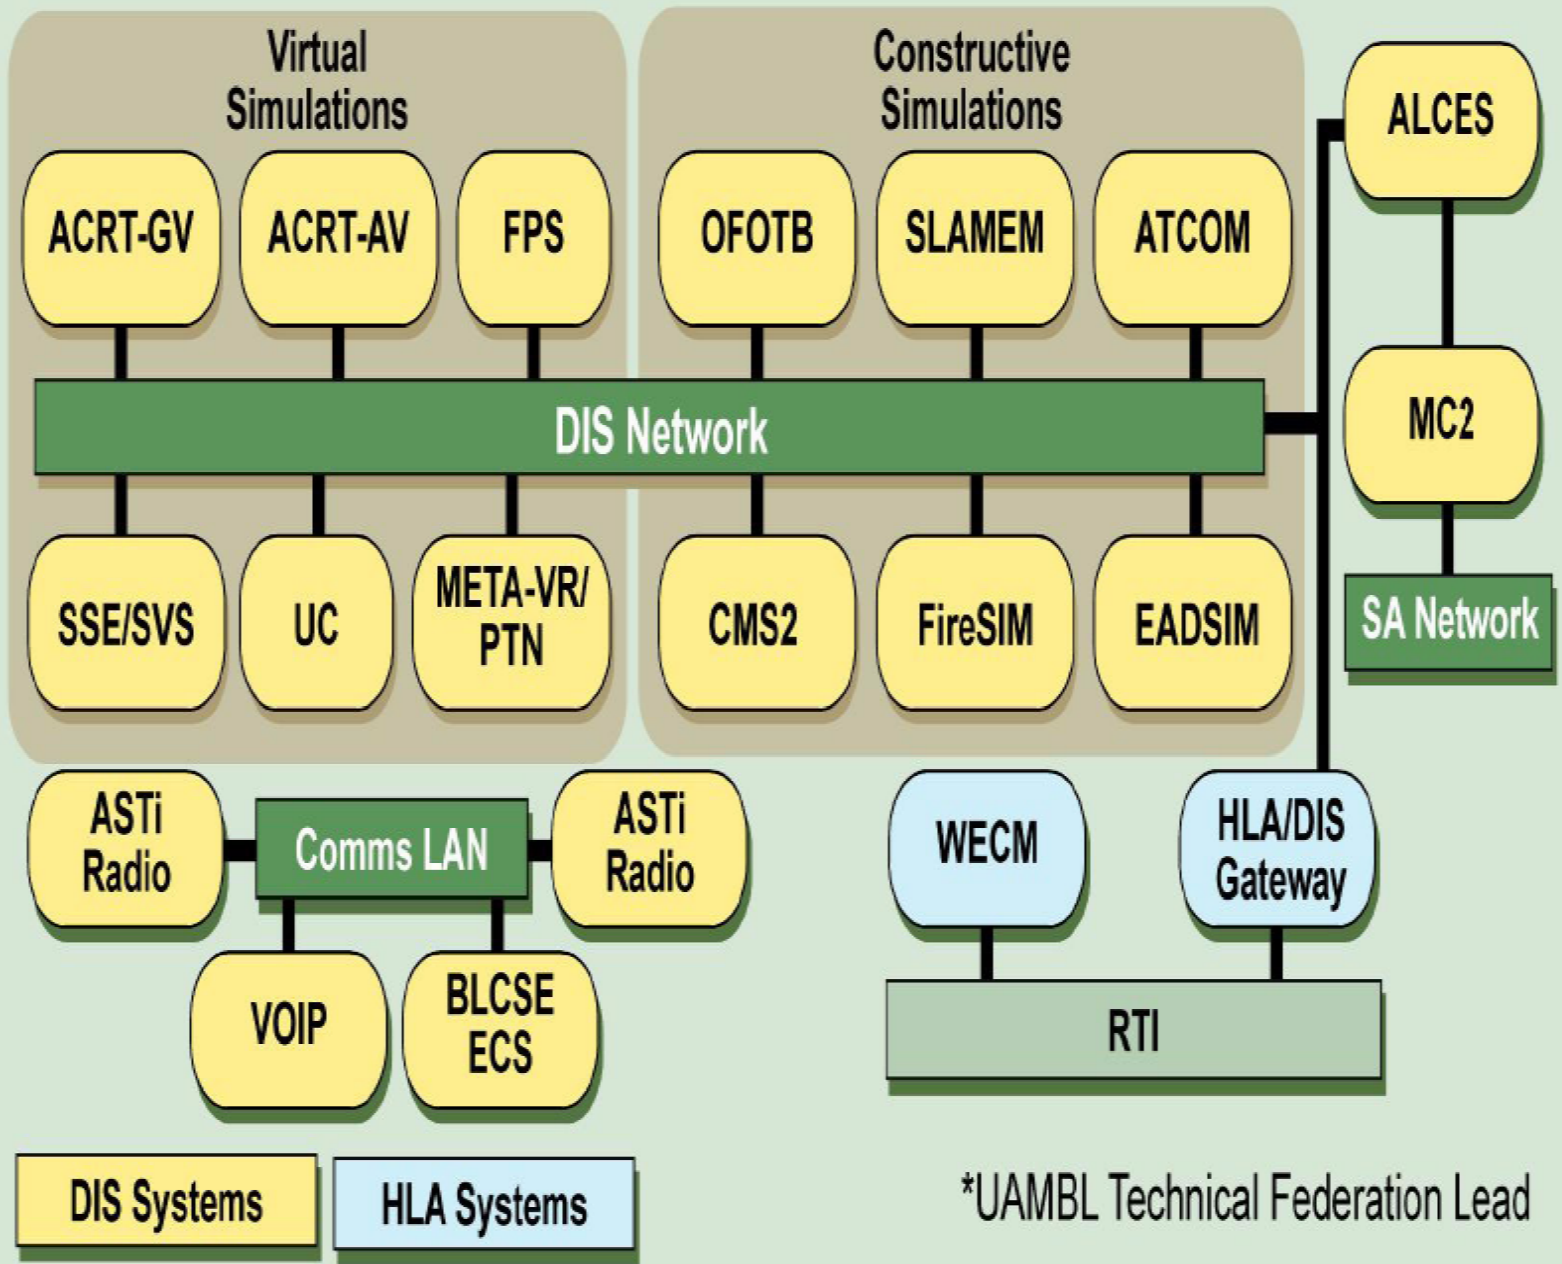 Virtual
Simulations
Constructive
Simulations
ALCES
ACRT-GV
ACRT-AV
FPS
OFOTB
SLAMEM
ATCOM
DIS Network
MC2
SSE/SVS
UC
META-VR/
PTN
CMS2
FireSIM
EADSIM
SA Network
ASTi
Radio
Comms LAN
ASTi
Radio
WECM
HLA/DIS
Gateway
VOIP
BLCSE
ECS
RTI
DIS Systems
HLA Systems
*UAMBL Technical Federation Lead